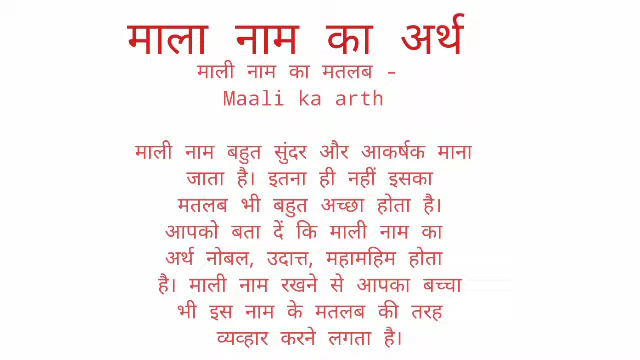 माला नाम का अर्थ
माली नाम का मतलब -
Maali ka arth
माली नाम बहुत सुंदर और आकर्षक माना
जाता है। इतना ही नहीं इसका
मतलब भी बहुत अच्छा होता है।
आपको बता दें कि माली नाम का
अर्थ नोबल, उदात्त, महामहिम होता
है। माली नाम रखने से आपका बच्चा
भी इस नाम के मतलब की तरह
व्यव्हार करने लगता है।